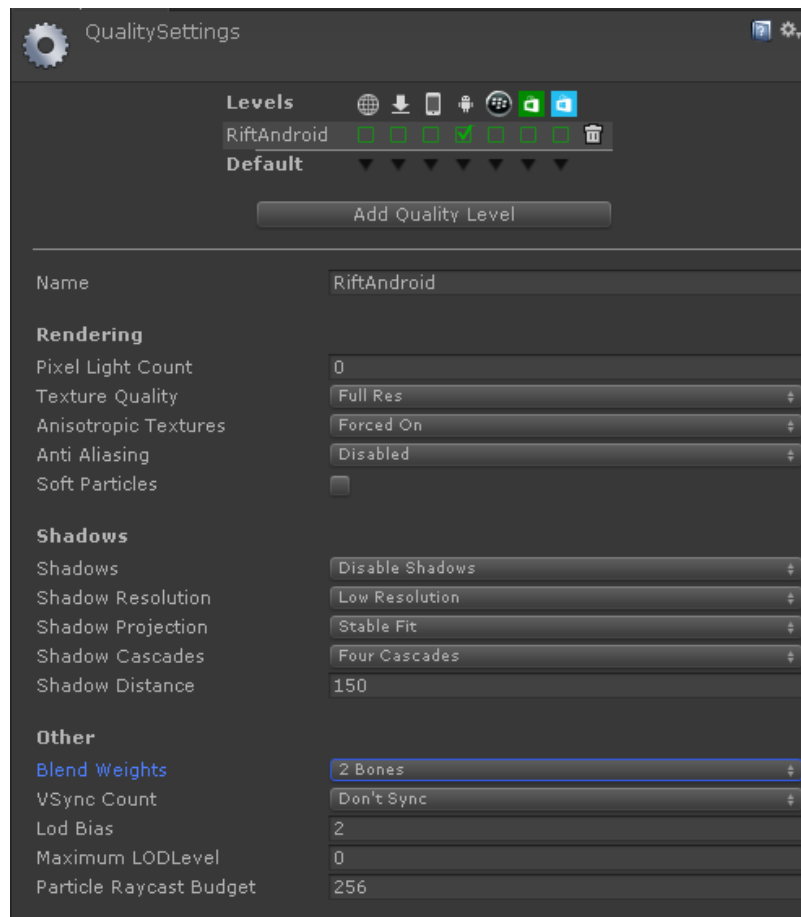 QualitySettings
Levels
RiftAndroid
Default
Add Quality Level
Name RiftAndroid
Rendering
Pixel Light Count 0
Texture Quality Full Res
Anisotropic Textures Forced On
Anti Aliasing Disabled
Soft Particles
Shadows
Shadows Disable Shadows
Shadow Resolution Low Resolution
Shadow Projection Stable Fit
Shadow Cascades Four Cascades
Shadow Distance 150
Other
Blend Weights 2 Bones
VSync Count Don't Sync
Lod Bias 2
Maximum LODLevel 0
Particle Raycast Budget 256